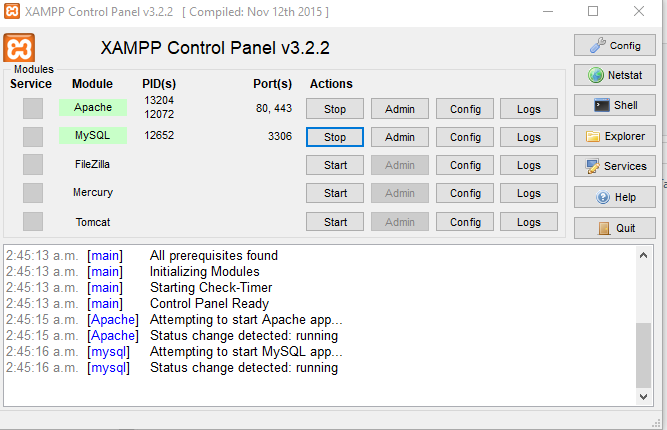 XAMPP Control Panel v3.2.2 [ Compiled: Nov 12th 2015 ]
XAMPP Control Panel v3.2.2
Config
Modules
Service Module PID(s) Port(s) Actions
Netstat
Apache 13204 12072 80, 443 Stop Admin Config Logs
Shell
MySQL 12652 3306 Stop Admin Config Logs
Explorer
FileZilla Start Admin Config Logs
Services
Mercury Start Admin Config Logs
Help
Tomcat Start Admin Config Logs
Quit
2:45:13 a.m. [main] All prerequisites found
2:45:13 a.m. [main] Initializing Modules
2:45:13 a.m. [main] Starting Check-Timer
2:45:13 a.m. [main] Control Panel Ready
2:45:15 a.m. [Apache] Attempting to start Apache app...
2:45:15 a.m. [Apache] Status change detected: running
2:45:16 a.m. [mysql] Attempting to start MySQL app...
2:45:16 a.m. [mysql] Status change detected: running